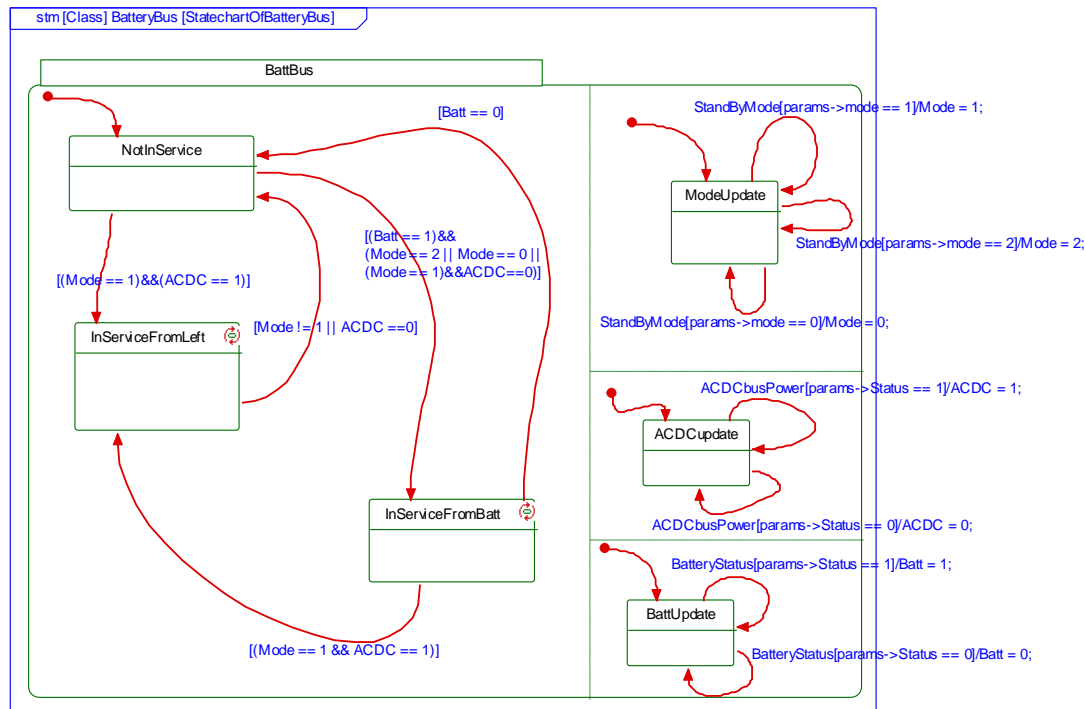 stm [Class] BatteryBus [StatechartOfBatteryBus]
BattBus
[Batt == 0]
StandByMode[params->mode == 1]/Mode = 1;
NotInService
ModeUpdate
[(Batt == 1)&&
(Mode == 2 || Mode == 0 ||
(Mode == 1)&&ACDC==0)]
StandByMode[params->mode == 2]/Mode = 2;
[(Mode == 1)&&(ACDC == 1)]
StandByMode[params->mode == 0]/Mode = 0;
[Mode != 1 || ACDC ==0]
InServiceFromLeft
ACDCbusPower[params->Status == 1]/ACDC = 1;
ACDCupdate
InServiceFromBatt
ACDCbusPower[params->Status == 0]/ACDC = 0;
BatteryStatus[params->Status == 1]/Batt = 1;
BattUpdate
[(Mode == 1 && ACDC == 1)]
BatteryStatus[params->Status == 0]/Batt = 0;